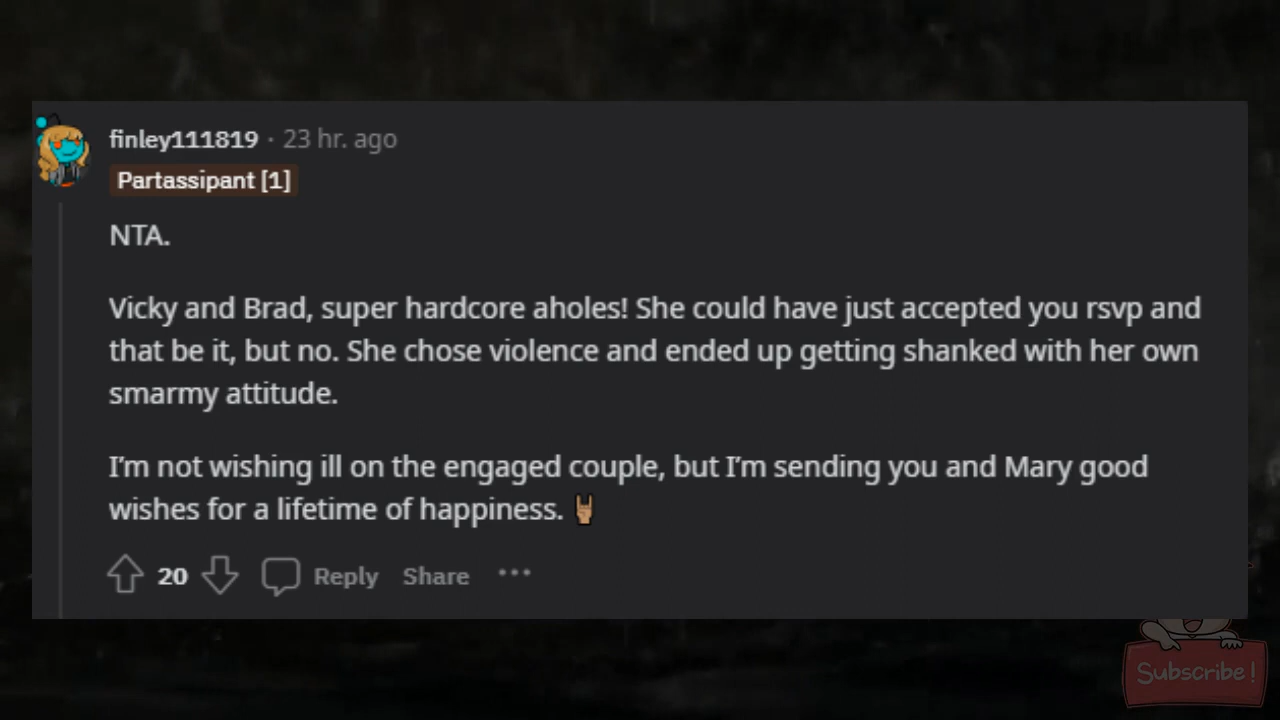 finley111819 · 23 hr. ago
Partassipant [1]
NTA.
Vicky and Brad, super hardcore aholes! She could have just accepted you rsvp and
that be it, but no. She chose violence and ended up getting shanked with her own
smarmy attitude.
I'm not wishing ill on the engaged couple, but I'm sending you and Mary good
wishes for a lifetime of happiness. 🤘🏽
20 Reply Share ···
Subscribe!